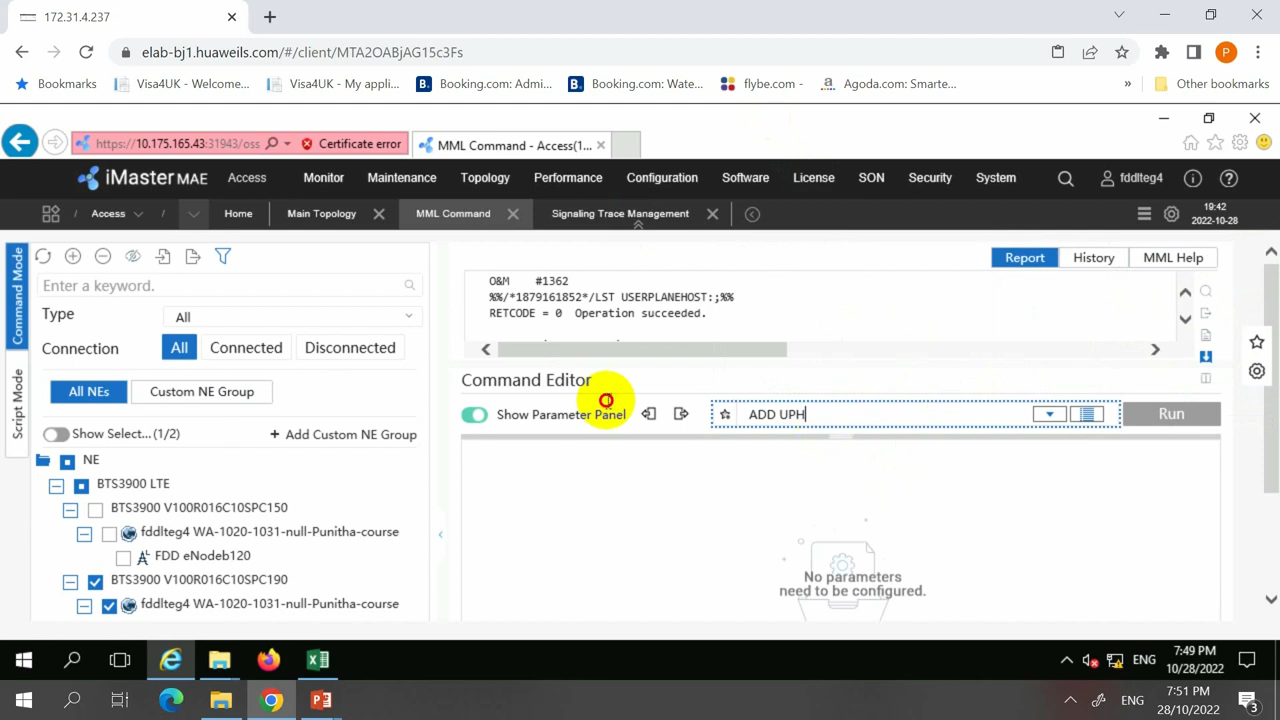 172.31.4.237
elab-bj1.huaweils.com/#/client/MTA2OABjAG15c3Fs
P
Bookmarks
Visa4UK - Welcome...
Visa4UK - My appli...
B. Booking.com: Admi...
B. Booking.com: Wate...
flybe.com -
a Agoda.com: Smarte...
»
Other bookmarks
https://10.175.165.43:31943/oss
Certificate error
MML Command - Access(1...
iMaster MAE
Access
Monitor
Maintenance
Topology
Performance
Configuration
Software
License
SON
Security
System
fddlteg4
Access
/
Home
Main Topology
MML Command
Signaling Trace Management
19:42
2022-10-28
Command Mode
Script Mode
Enter a keyword.
Type
All
Connection
All
Connected
Disconnected
All NEs
Custom NE Group
Show Select... (1/2)
+ Add Custom NE Group
NE
BTS3900 LTE
BTS3900 V100R016C10SPC150
fddlteg4 WA-1020-1031-null-Punitha-course
FDD eNodeb120
BTS3900 V100R016C10SPC190
fddlteg4 WA-1020-1031-null-Punitha-course
Report
History
MML Help
O&M #1362
%%/*1879161852*/LST USERPLANEHOST:;%%
RETCODE = 0 Operation succeeded.
Command Editor
Show Parameter Panel
ADD UPH
Run
No parameters
need to be configured.
ENG
7:49 PM
10/28/2022
ENG
7:51 PM
28/10/2022
3